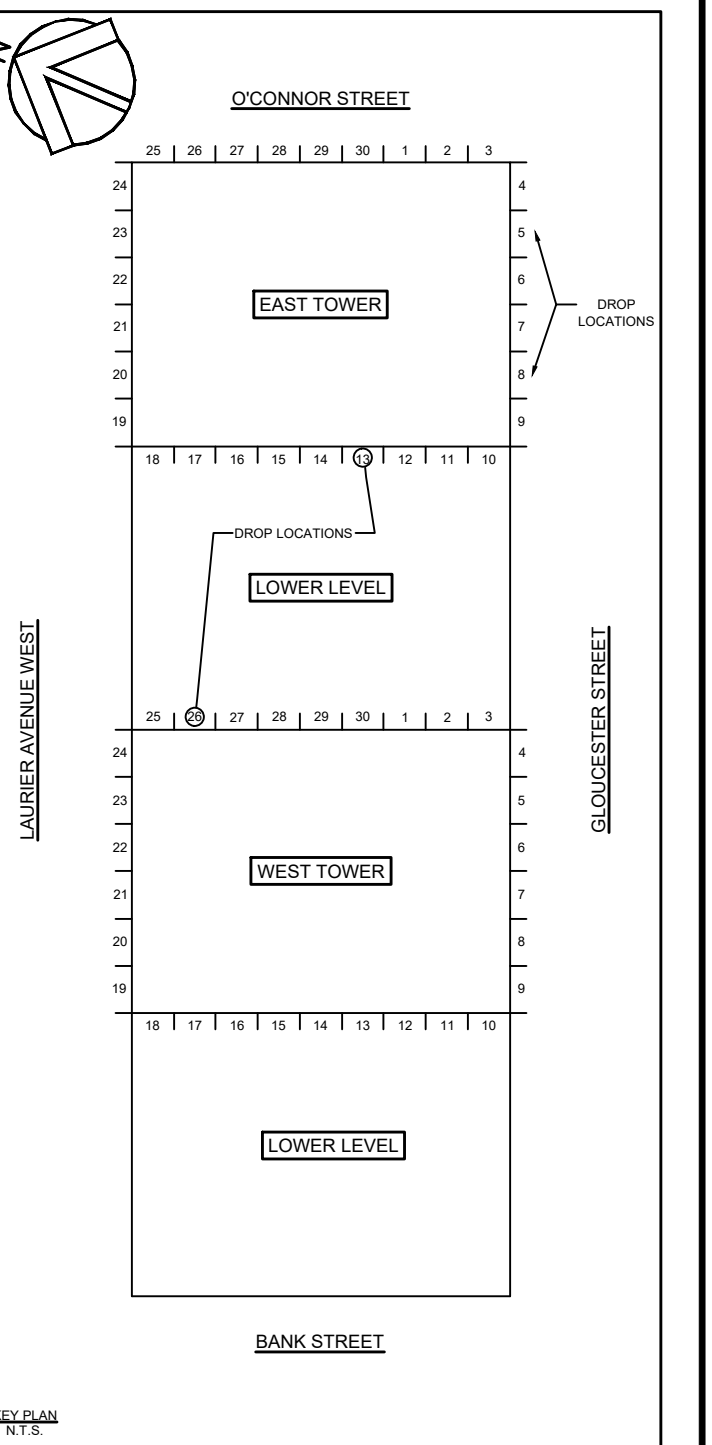 O'CONNOR STREET
25 26 27 28 29 30 1 2 3
24 4
23 5
22 6
EAST TOWER
DROP
LOCATIONS
21 7
20 8
19 9
18 17 16 15 14 13 12 11 10
DROP LOCATIONS
LOWER LEVEL
LAURIER AVENUE WEST
GLOUCESTER STREET
25 26 27 28 29 30 1 2 3
24 4
23 5
22 6
WEST TOWER
21 7
20 8
19 9
18 17 16 15 14 13 12 11 10
LOWER LEVEL
BANK STREET
KEY PLAN
N.T.S.